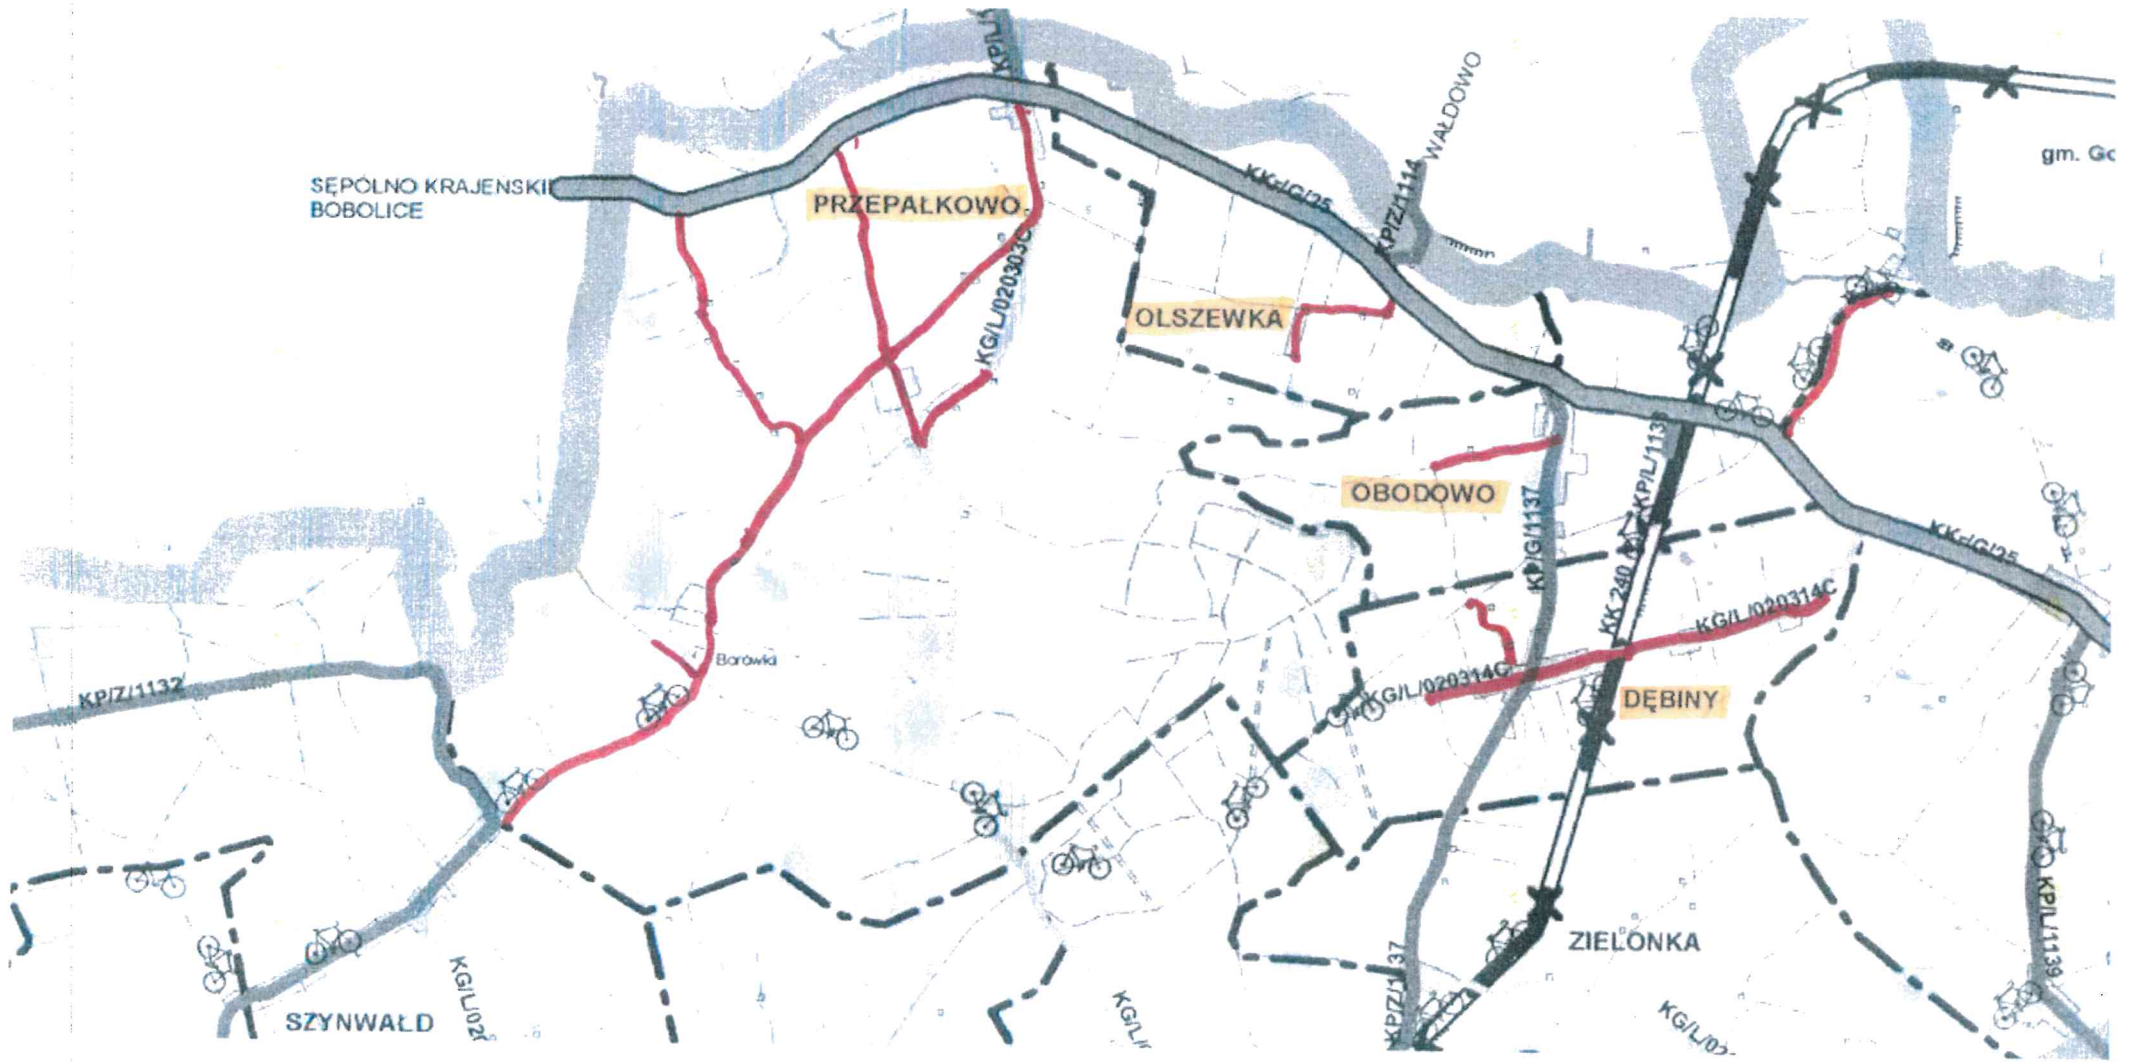 KP/L/1
WAŁDOWO
gm. Go
SĘPÓLNO KRAJEŃSKIE
BOBOLICE
PRZEPAŁKOWO
KK-/G/25
KP/Z/1114
KG/L/020303C
OLSZEWKA
KP/L/1139
OBODOWO
KP/G/1137
KK 240
KK-/G/25
KG/L/020314C
Borówki
KP/Z/1132
KG/L/020314C
DĘBINY
KP/L/1139
ZIELONKA
KP/Z/1137
SZYNWAŁD
KG/L/02
KG/L/
KG/L/02